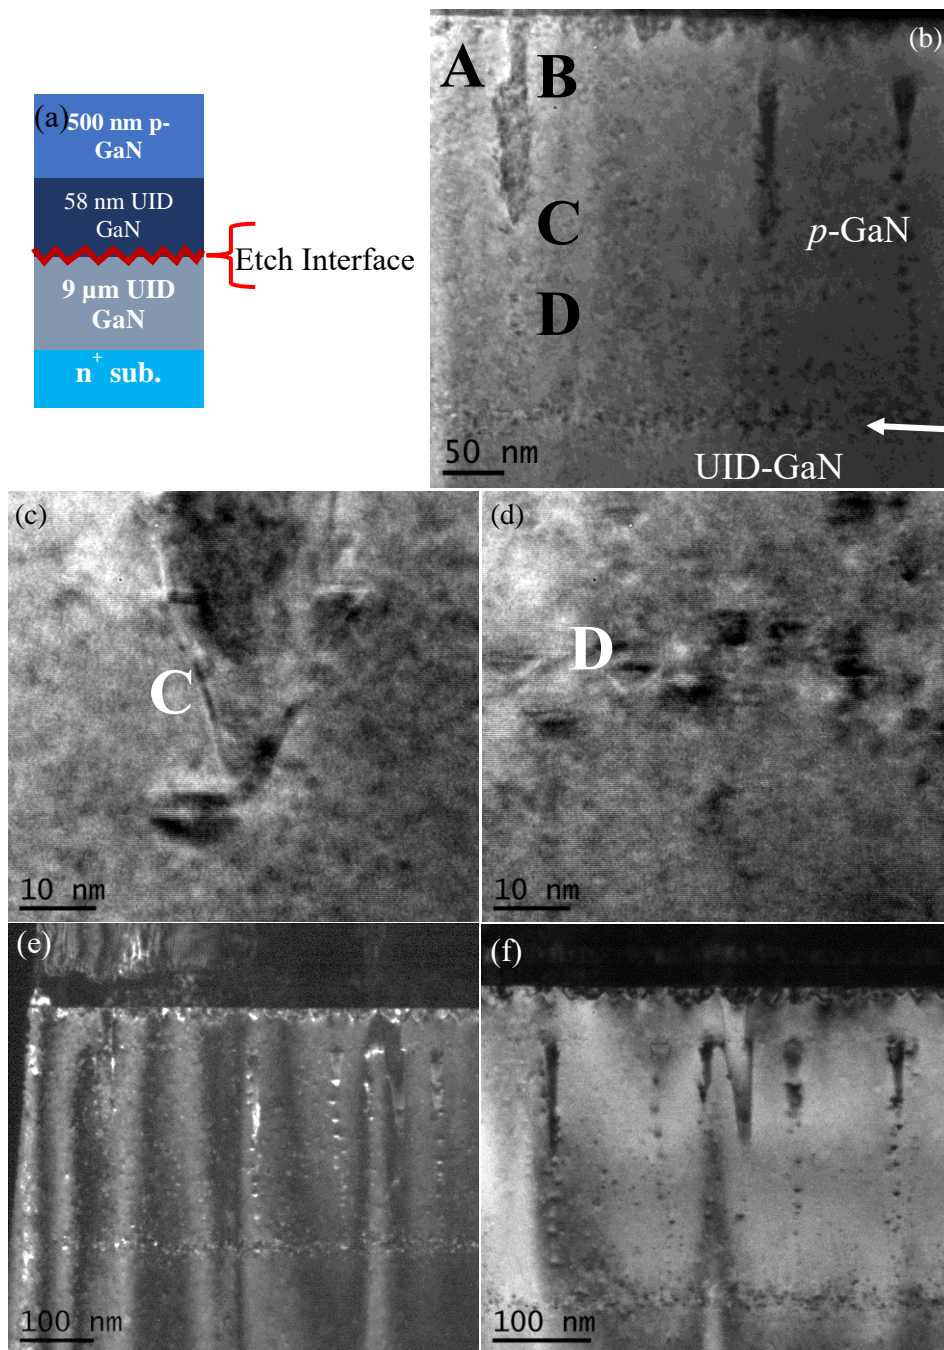 (a)
500 nm p-
GaN
58 nm UID
GaN
Etch Interface
9 µm UID
GaN
n+ sub.
(b)
A
B
C
D
p-GaN
50 nm
UID-GaN
(c)
C
10 nm
(d)
D
10 nm
(e)
100 nm
(f)
100 nm